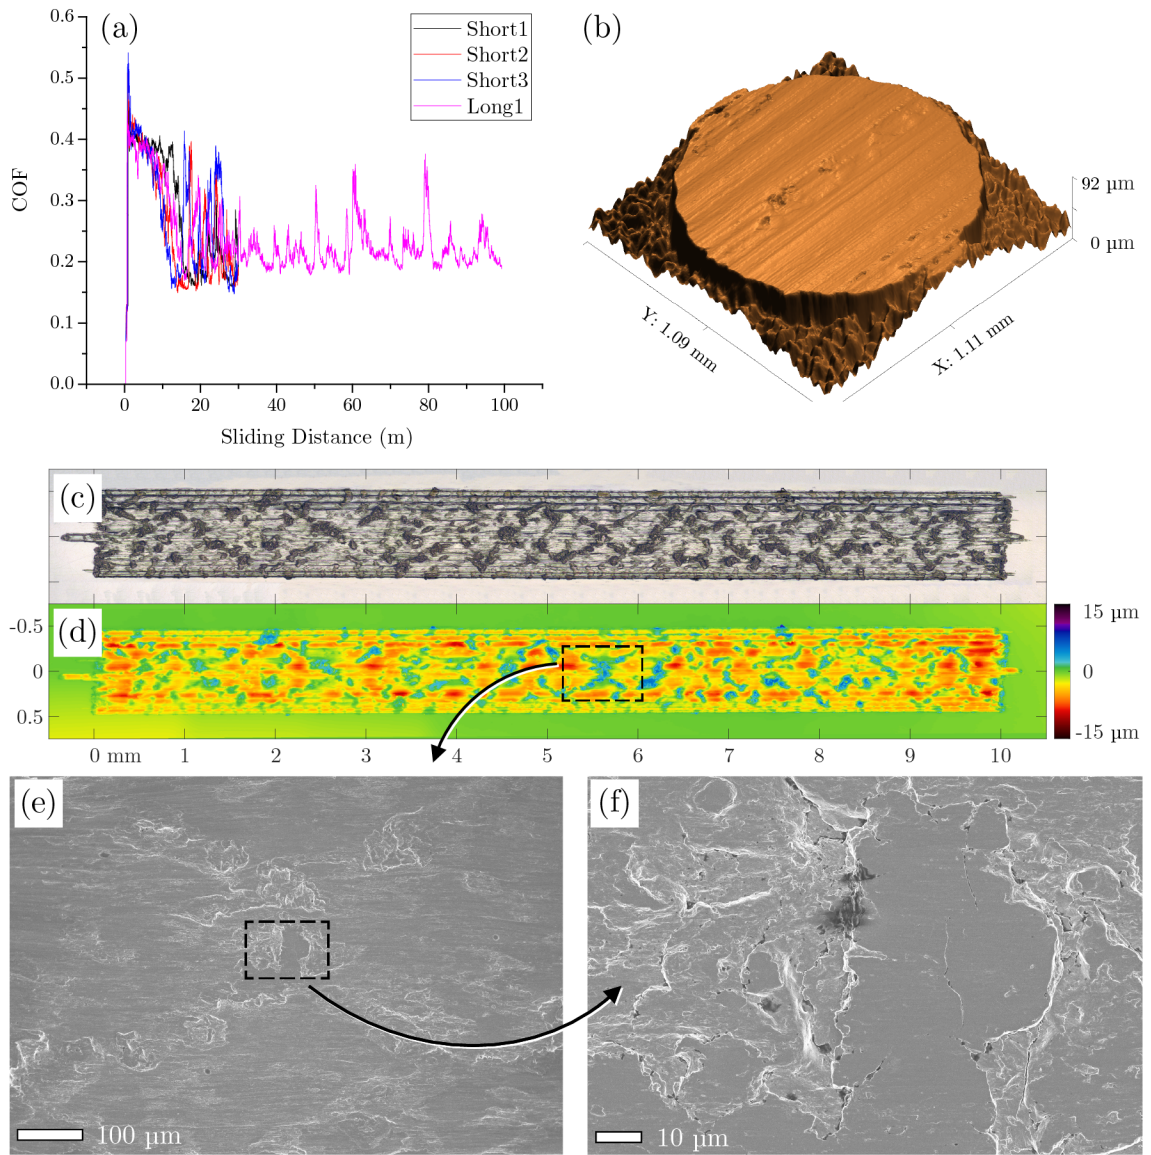 (a)
Short1
Short2
Short3
Long1
0.6
0.5
0.4
0.3
0.2
0.1
0.0
COF
0 20 40 60 80 100
Sliding Distance (m)
(b)
92 µm
0 µm
Y: 1.09 mm
X: 1.11 mm
(c)
(d)
-0.5
0
0.5
15 µm
0
-15 µm
0 mm 1 2 3 4 5 6 7 8 9 10
(e)
100 µm
(f)
10 µm